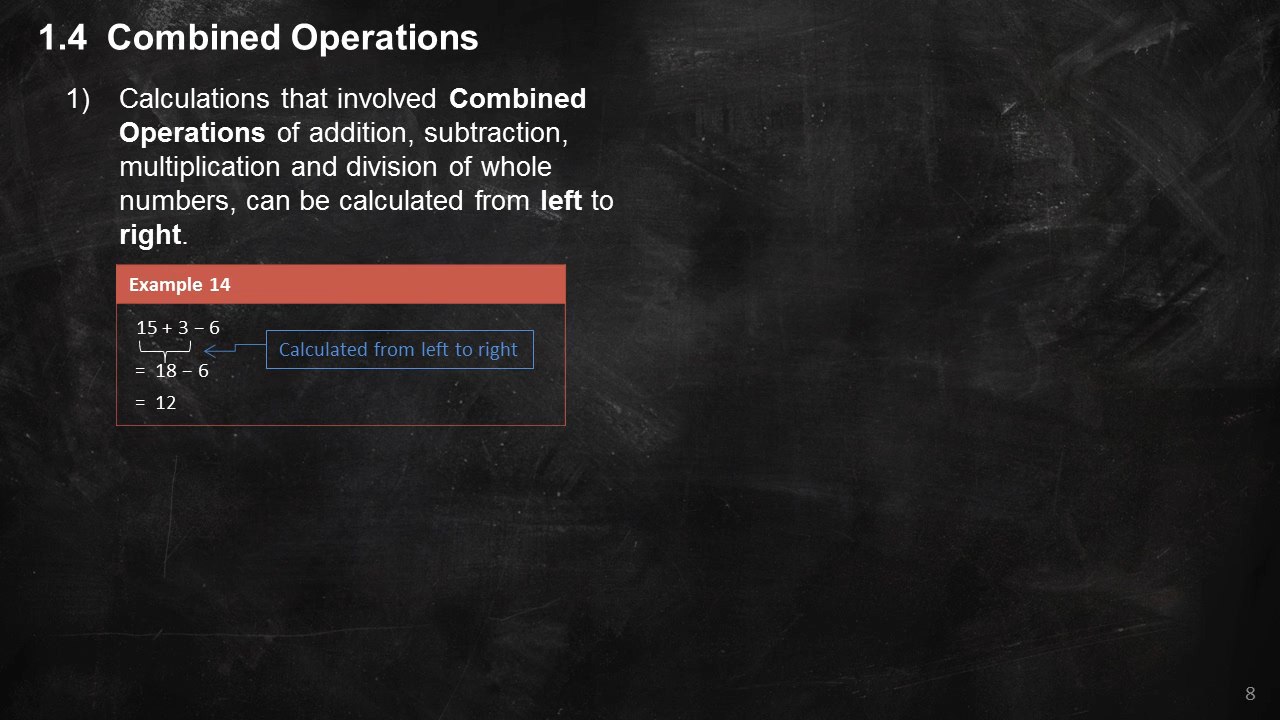 1.4 Combined Operations
1) Calculations that involved Combined
Operations of addition, subtraction,
multiplication and division of whole
numbers, can be calculated from left to
right.
Example 14
15 + 3 – 6
Calculated from left to right
= 18 – 6
= 12
8